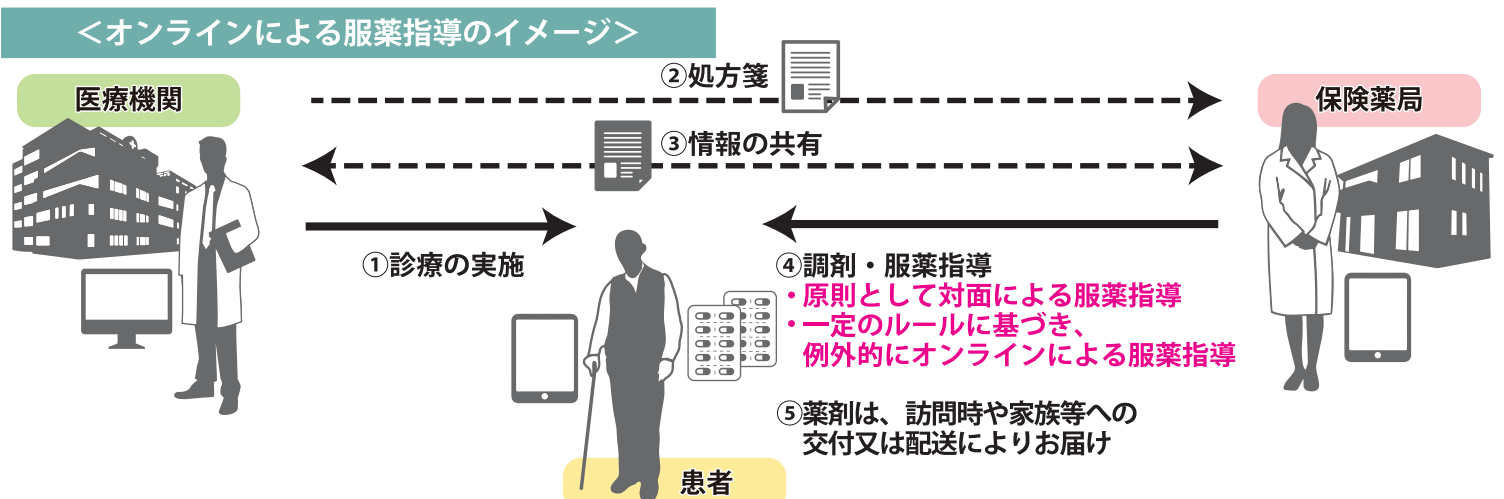 ＜オンラインによる服薬指導のイメージ＞
医療機関
②処方箋
保険薬局
③情報の共有
①診療の実施
④調剤・服薬指導
・原則として対面による服薬指導
・一定のルールに基づき、
例外的にオンラインによる服薬指導
⑤薬剤は、訪問時や家族等への
交付又は配送によりお届け
患者